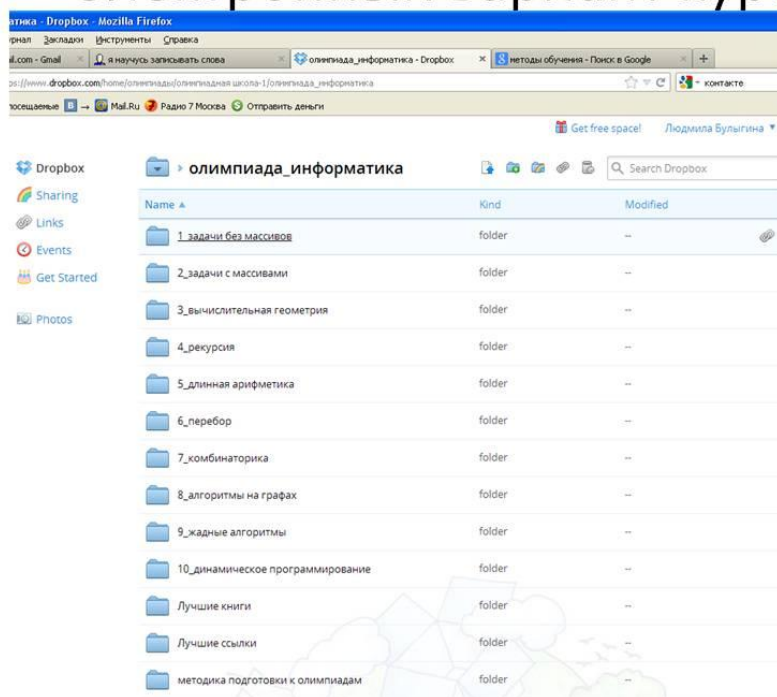 атика - Dropbox - Mozilla Firefox
рнал Закладки Инструменты Справка
il.com - Gmail × я научусь записывать слова × олимпиада_информатика - Dropbox × методы обучения - Поиск в Google × +
ps://www.dropbox.com/home/олимпиады/олимпиадная школа-1/олимпиада_информатика контакте
посещаемые Mail.Ru Радио 7 Москва Отправить деньги
Get free space! Людмила Булыгина
Dropbox олимпиада_информатика Search Dropbox
Sharing
Links
Events
Get Started
Photos
Name Kind Modified
1_задачи без массивов folder --
2_задачи с массивами folder --
3_вычислительная геометрия folder --
4_рекурсия folder --
5_длинная арифметика folder --
6_перебор folder --
7_комбинаторика folder --
8_алгоритмы на графах folder --
9_жадные алгоритмы folder --
10_динамическое программирование folder --
Лучшие книги folder --
Лучшие ссылки folder --
методика подготовки к олимпиадам folder --